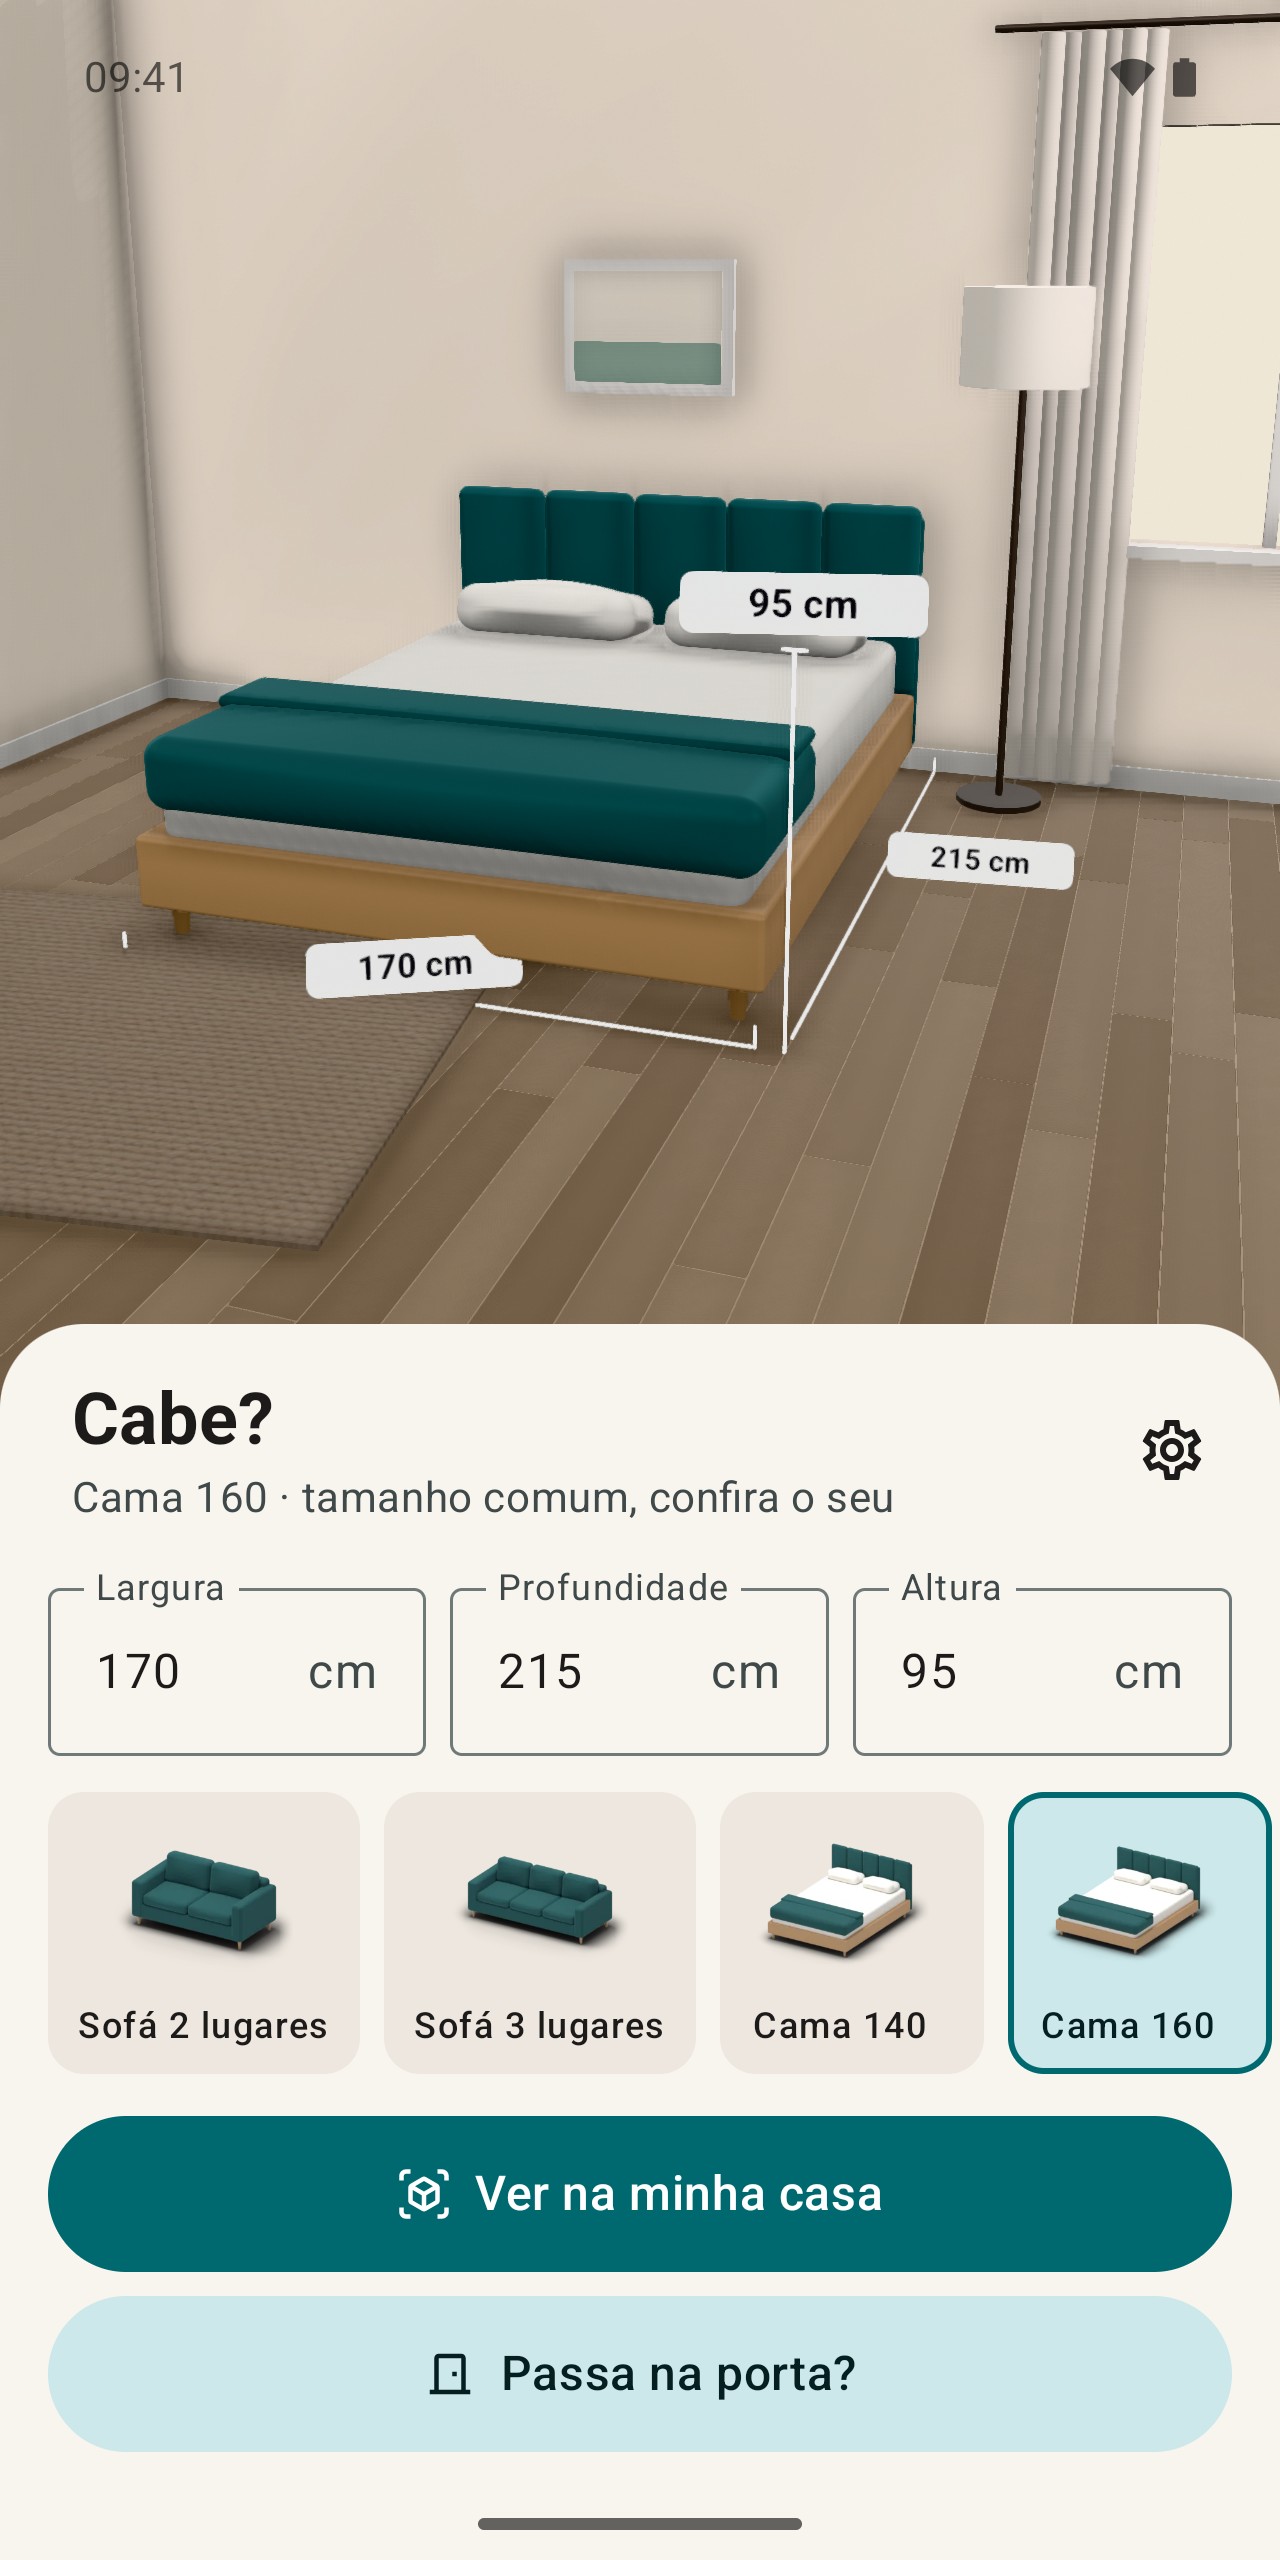 09:41
95 cm
215 cm
170 cm
Cabe?
Cama 160 · tamanho comum, confira o seu
Largura
Profundidade
Altura
170 cm
215 cm
95 cm
Sofá 2 lugares
Sofá 3 lugares
Cama 140
Cama 160
Ver na minha casa
Passa na porta?